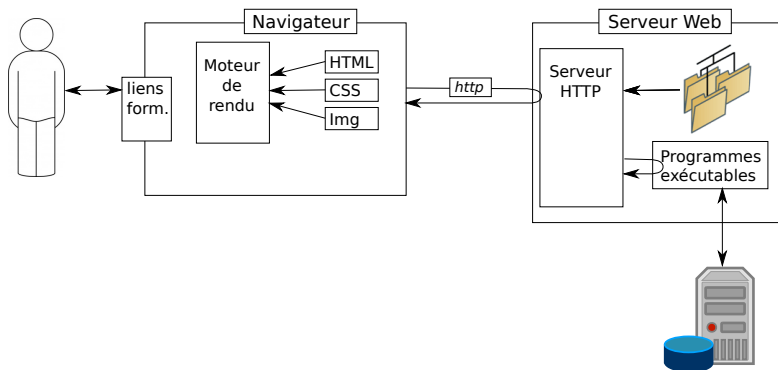 Navigateur
Serveur Web
liens
form.
Moteur
de
rendu
HTML
CSS
Img
http
Serveur
HTTP
Programmes
exécutables